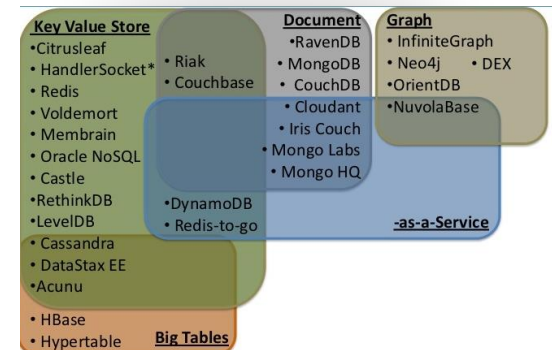 Key Value Store
•Citrusleaf
• HandlerSocket*
• Redis
• Voldemort
• Membrain
• Oracle NoSQL
• Castle
•RethinkDB
•LevelDB
• Cassandra
• DataStax EE
•Acunu
• HBase
• Hypertable
Big Tables
• Riak
• Couchbase
•DynamoDB
• Redis-to-go
Document
•RavenDB
• MongoDB
• CouchDB
• Cloudant
• Iris Couch
• Mongo Labs
• Mongo HQ
-as-a-Service
Graph
• InfiniteGraph
• Neo4j • DEX
•OrientDB
•NuvolaBase